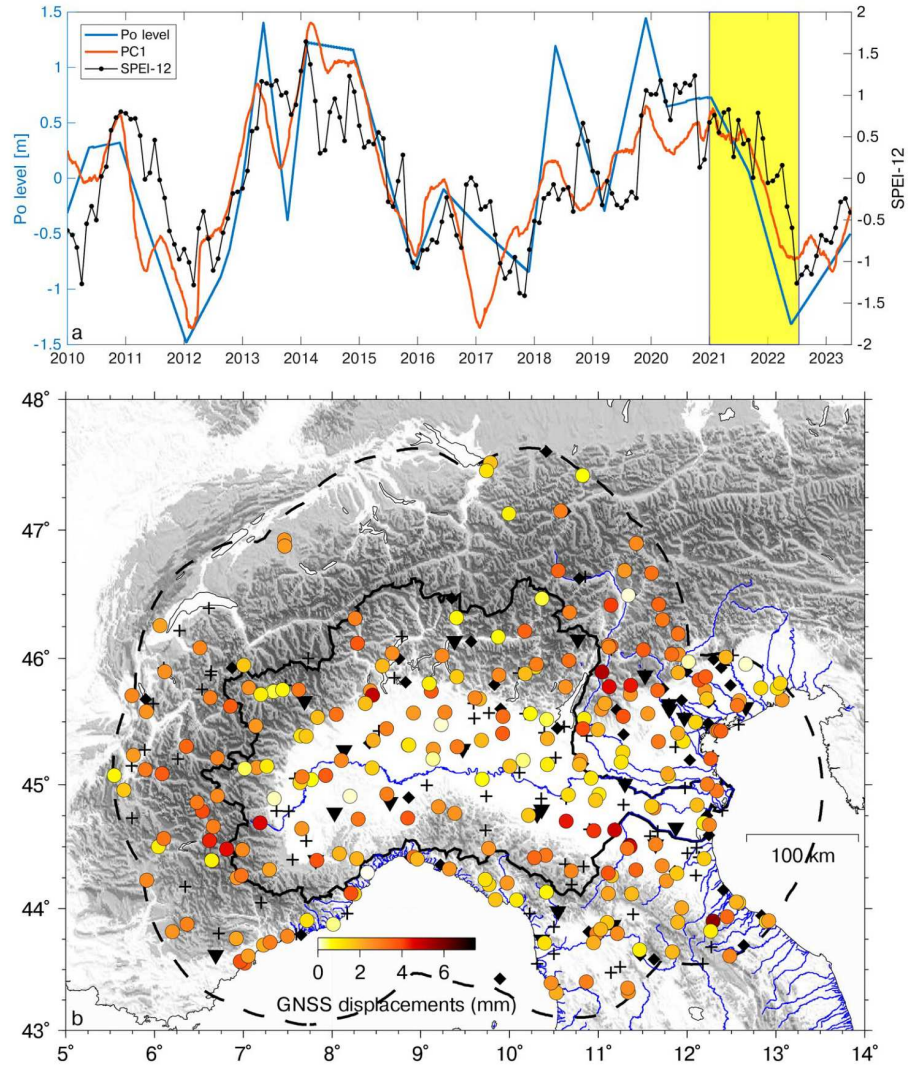 Po level
PC1
SPEI-12
1.5
1
0.5
0
-0.5
-1
-1.5
Po level [m]
2
1.5
1
0.5
0
-0.5
-1
-1.5
-2
SPEI-12
a
2010 2011 2012 2013 2014 2015 2016 2017 2018 2019 2020 2021 2022 2023
48°
47°
46°
45°
44°
43°
100 km
0 2 4 6
GNSS displacements (mm)
b
5° 6° 7° 8° 9° 10° 11° 12° 13° 14°